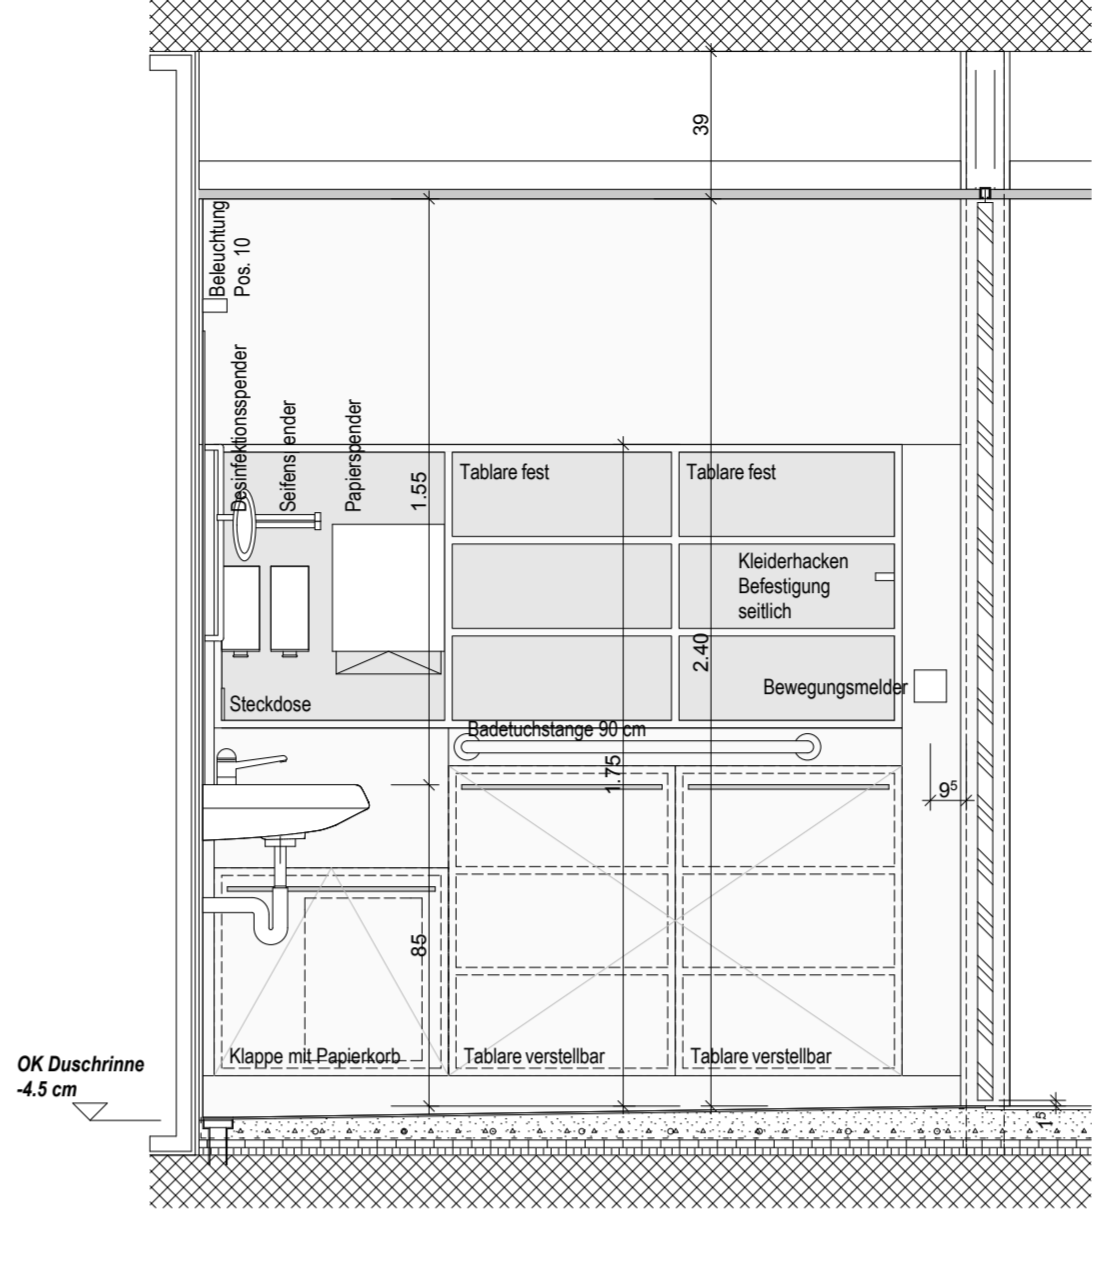 39
Beleuchtung
Pos. 10
Desinfektionsspender
Seifenspender
Papierspender
1.55
Tablare fest
Tablare fest
Kleiderhacken
Befestigung
seitlich
2.40
Bewegungsmelder
Steckdose
Badetuchstange 90 cm
1.75
9⁵
85
Klappe mit Papierkorb
Tablare verstellbar
Tablare verstellbar
OK Duschrinne
-4.5 cm
1⁵